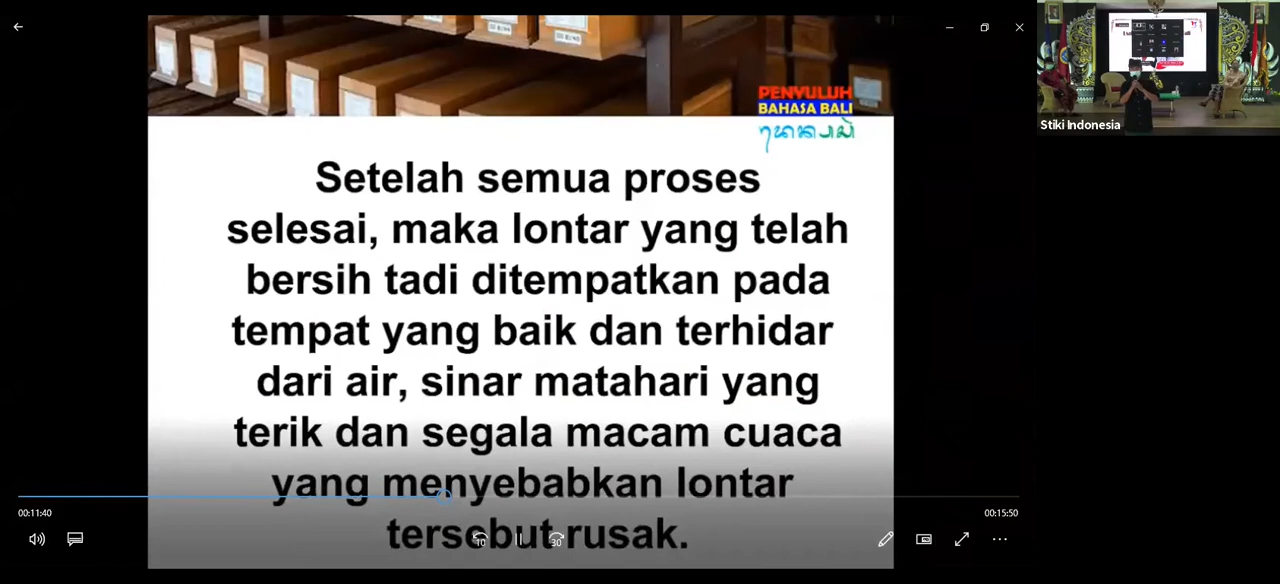 PENYULUH
BAHASA BALI
Setelah semua proses
selesai, maka lontar yang telah
bersih tadi ditempatkan pada
tempat yang baik dan terhidar
dari air, sinar matahari yang
terik dan segala macam cuaca
yang menyebabkan lontar
tersebut rusak.
00:11:40
00:15:50
10
30
Stiki Indonesia